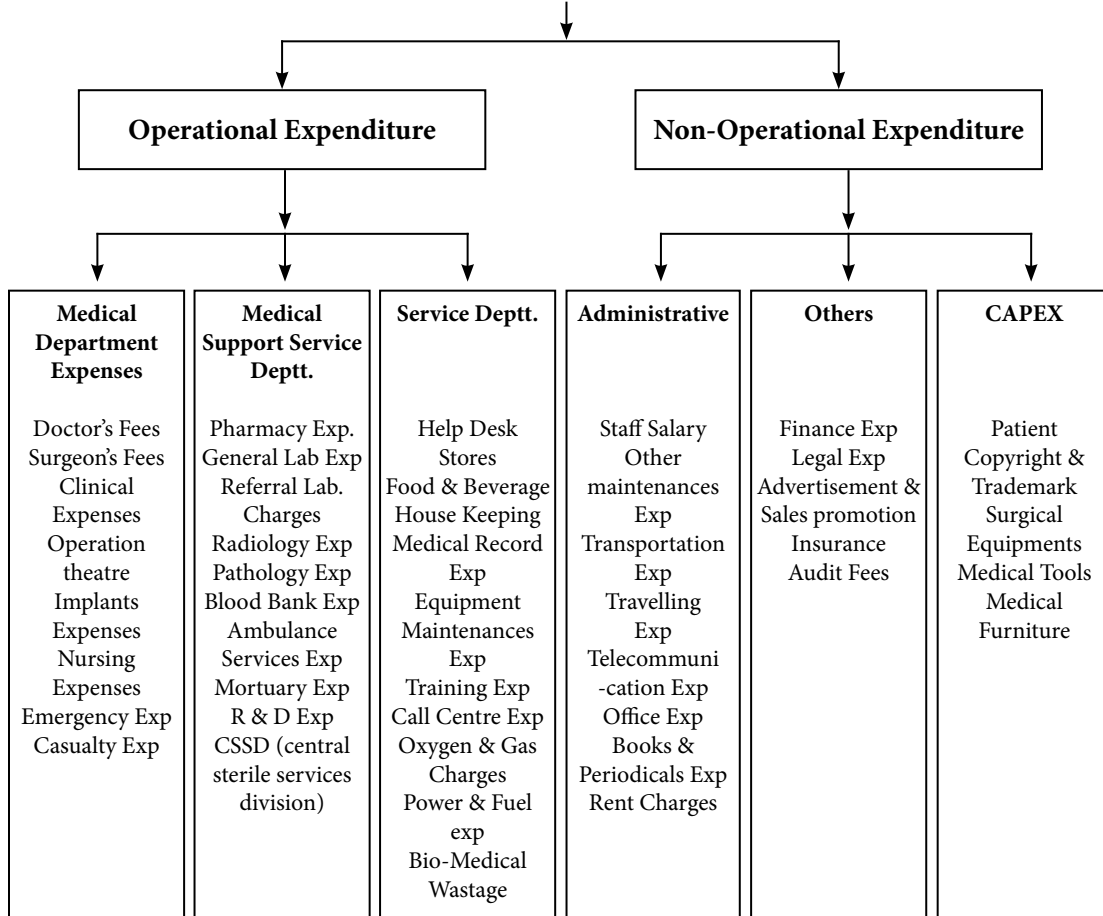 Operational Expenditure
Non-Operational Expenditure
Medical
Department
Expenses
Doctor’s Fees
Surgeon’s Fees
Clinical
Expenses
Operation
theatre
Implants
Expenses
Nursing
Expenses
Emergency Exp
Casualty Exp
Medical
Support Service
Deptt.
Pharmacy Exp.
General Lab Exp
Referral Lab.
Charges
Radiology Exp
Pathology Exp
Blood Bank Exp
Ambulance
Services Exp
Mortuary Exp
R & D Exp
CSSD (central
sterile services
division)
Service Deptt.
Help Desk
Stores
Food & Beverage
House Keeping
Medical Record
Exp
Equipment
Maintenances
Exp
Training Exp
Call Centre Exp
Oxygen & Gas
Charges
Power & Fuel
exp
Bio-Medical
Wastage
Administrative
Staff Salary
Other
maintenances
Exp
Transportation
Exp
Travelling
Exp
Telecommuni
-cation Exp
Office Exp
Books &
Periodicals Exp
Rent Charges
Others
Finance Exp
Legal Exp
Advertisement &
Sales promotion
Insurance
Audit Fees
CAPEX
Patient
Copyright &
Trademark
Surgical
Equipments
Medical Tools
Medical
Furniture